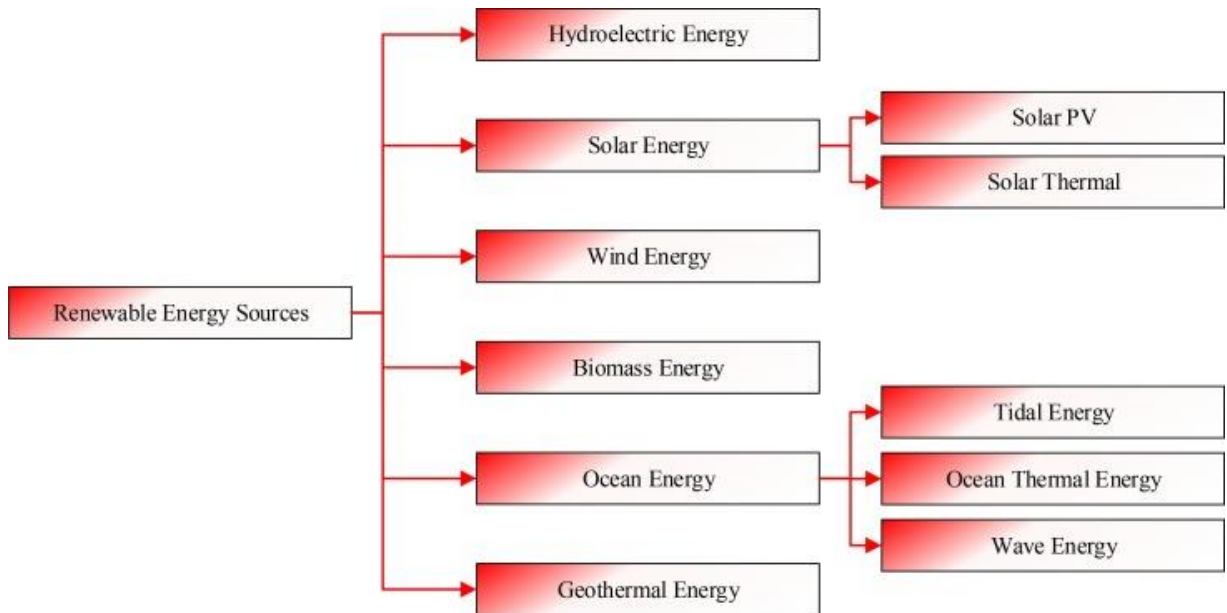 Renewable Energy Sources
Hydroelectric Energy
Solar Energy
Solar PV
Solar Thermal
Wind Energy
Biomass Energy
Ocean Energy
Tidal Energy
Ocean Thermal Energy
Wave Energy
Geothermal Energy